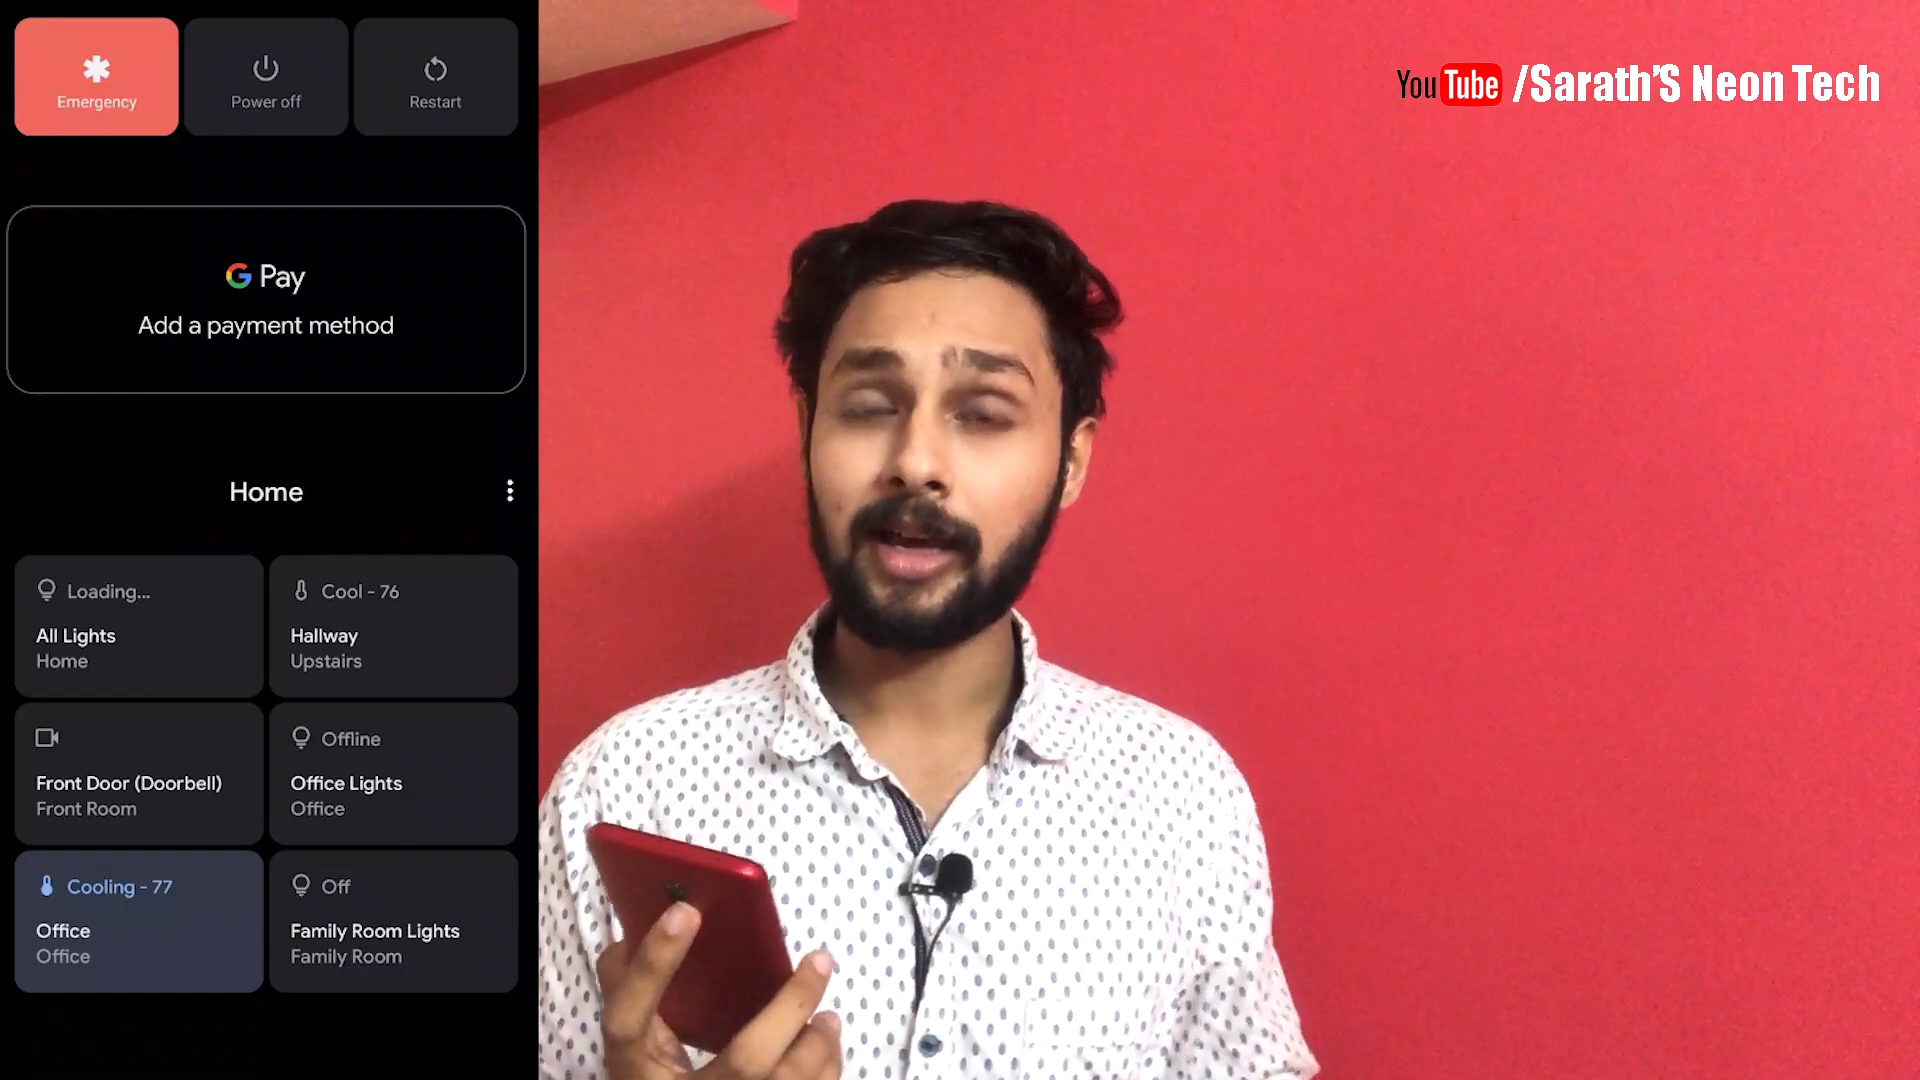 Emergency
Power off
Restart
G Pay
Add a payment method
Home
Loading...
All Lights
Home
Cool - 76
Hallway
Upstairs
Front Door (Doorbell)
Front Room
Offline
Office Lights
Office
Cooling - 77
Office
Office
Off
Family Room Lights
Family Room
YouTube /Sarath'S Neon Tech